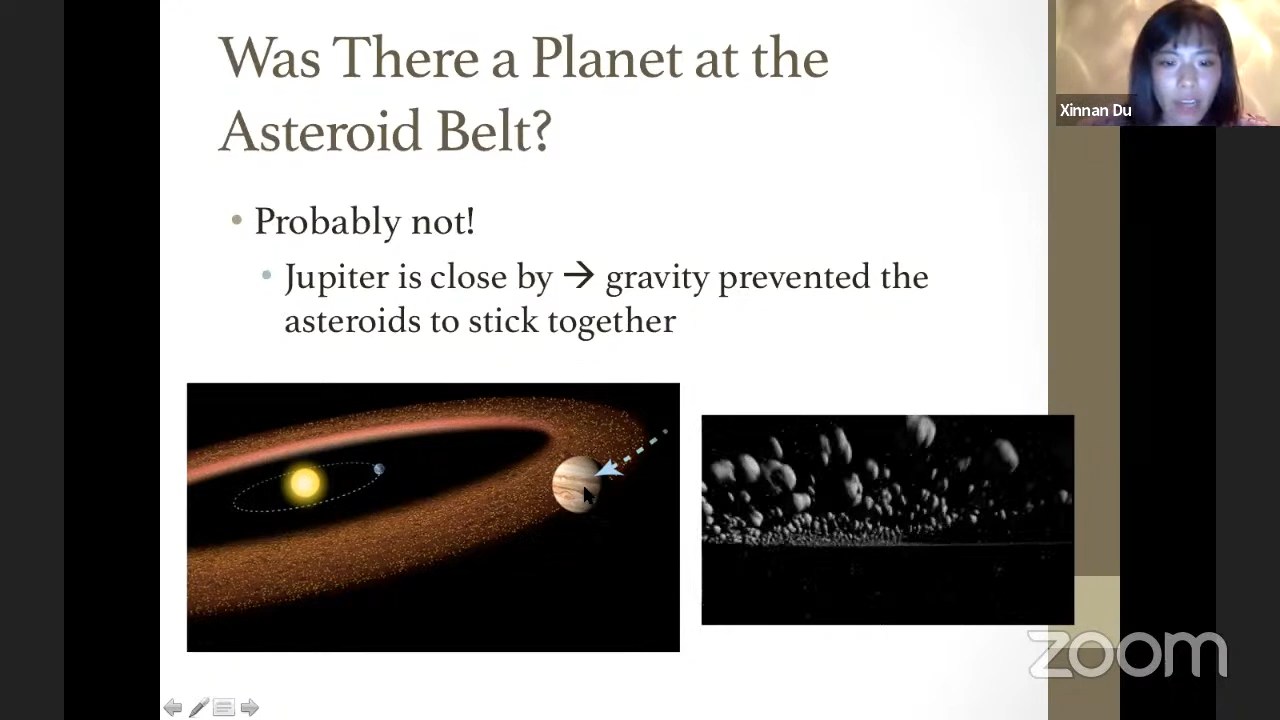 Was There a Planet at the
Asteroid Belt?
Xinnan Du
• Probably not!
• Jupiter is close by → gravity prevented the
asteroids to stick together
zoom